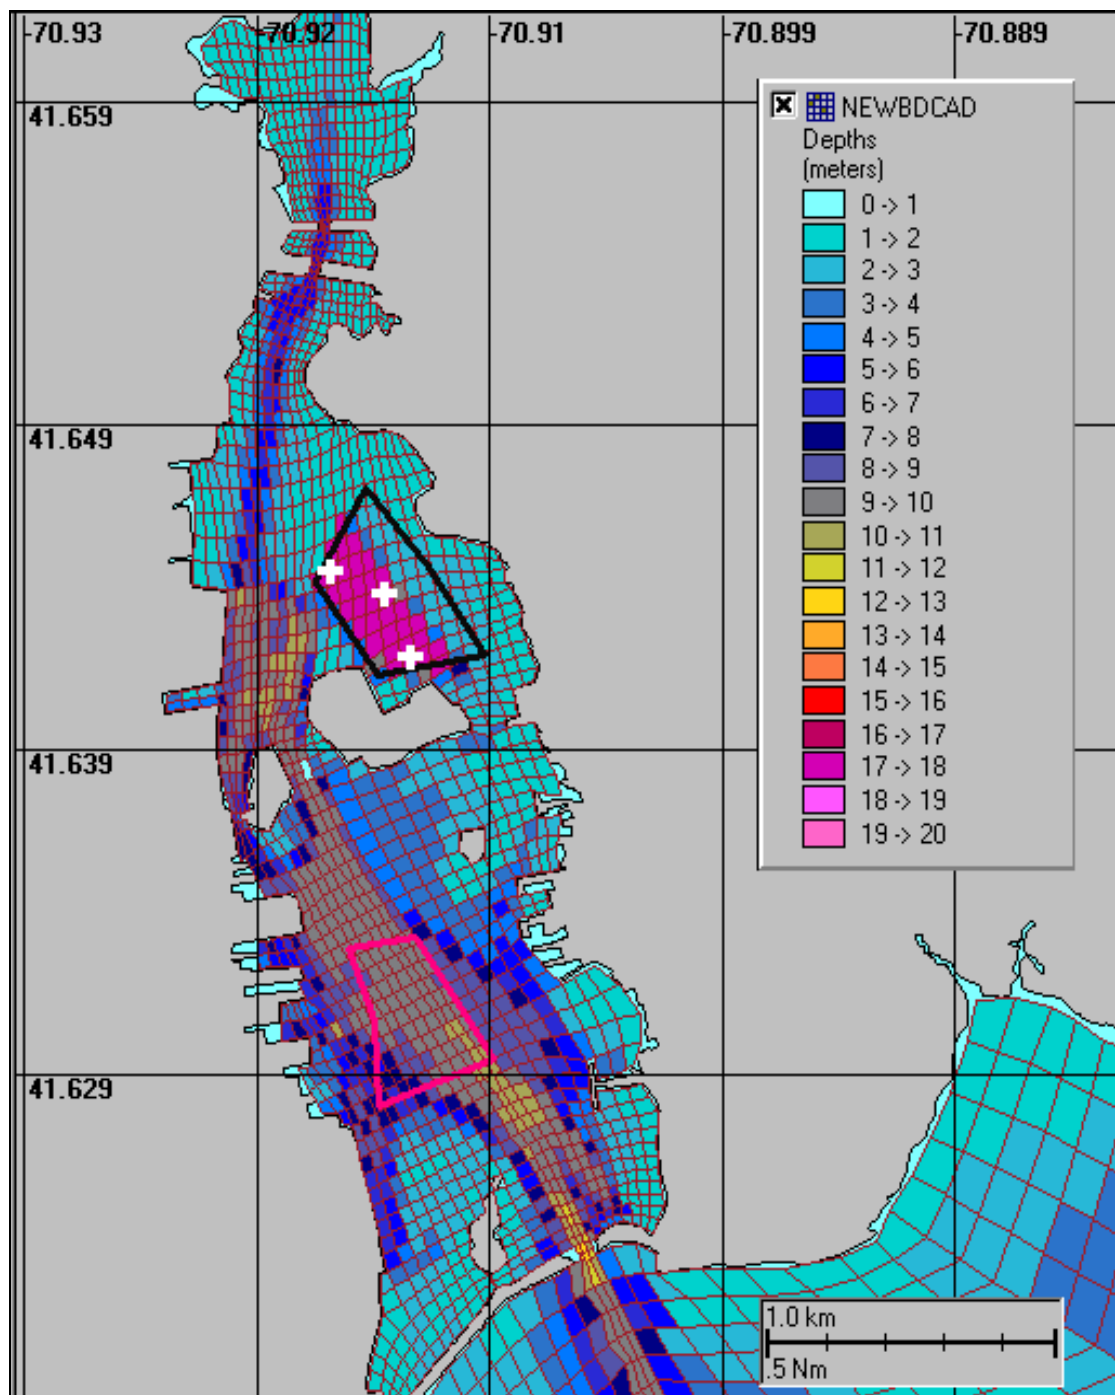 -70.93 -70.92 -70.91 -70.899 -70.889
41.659
NEWBDCAD
Depths
(meters)
0 -> 1
1 -> 2
2 -> 3
3 -> 4
4 -> 5
5 -> 6
6 -> 7
7 -> 8
8 -> 9
9 -> 10
10 -> 11
11 -> 12
12 -> 13
13 -> 14
14 -> 15
15 -> 16
16 -> 17
17 -> 18
18 -> 19
19 -> 20
41.649
41.639
41.629
1.0 km
.5 Nm